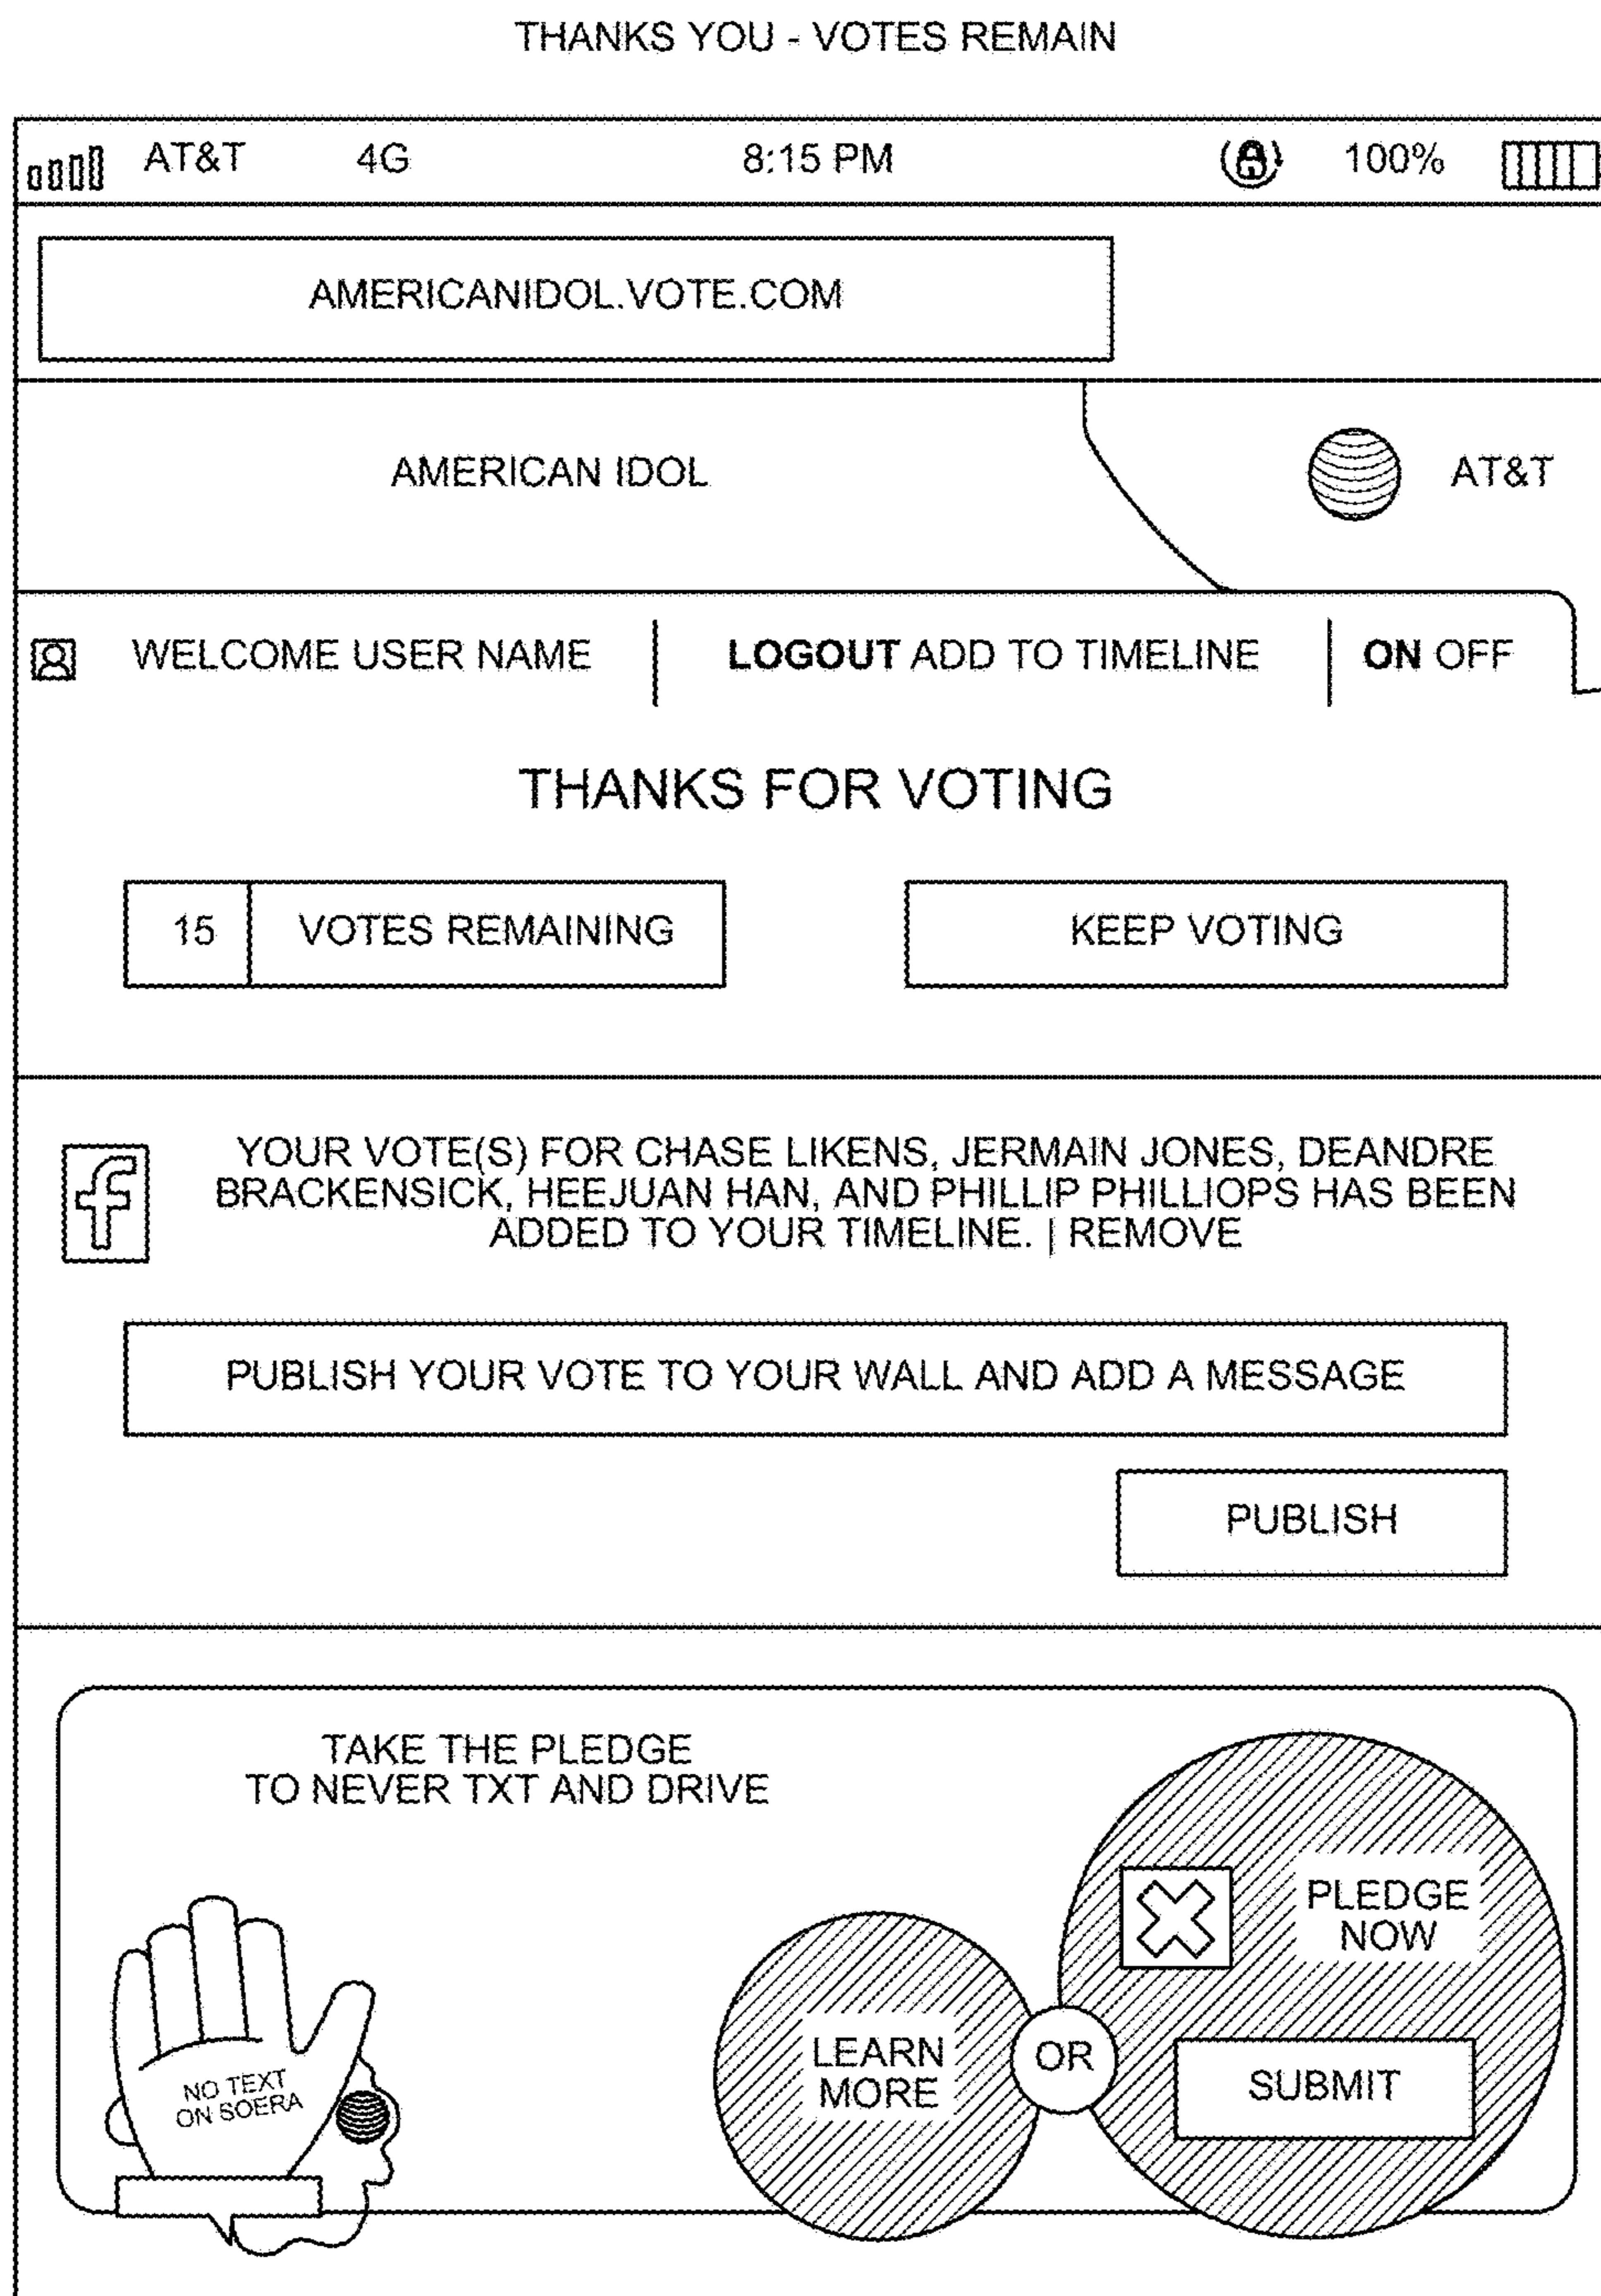 THANKS YOU - VOTES REMAIN
AT&T 4G 8:15 PM 100%
AMERICANIDOL.VOTE.COM
AMERICAN IDOL AT&T
WELCOME USER NAME | LOGOUT ADD TO TIMELINE | ON OFF
THANKS FOR VOTING
15 VOTES REMAINING KEEP VOTING
YOUR VOTE(S) FOR CHASE LIKENS, JERMAIN JONES, DEANDRE
BRACKENSICK, HEEJUAN HAN, AND PHILLIP PHILLIOPS HAS BEEN
ADDED TO YOUR TIMELINE. | REMOVE
PUBLISH YOUR VOTE TO YOUR WALL AND ADD A MESSAGE
PUBLISH
TAKE THE PLEDGE
TO NEVER TXT AND DRIVE
NO TEXT
ON SOERA
LEARN
MORE
OR
PLEDGE
NOW
SUBMIT